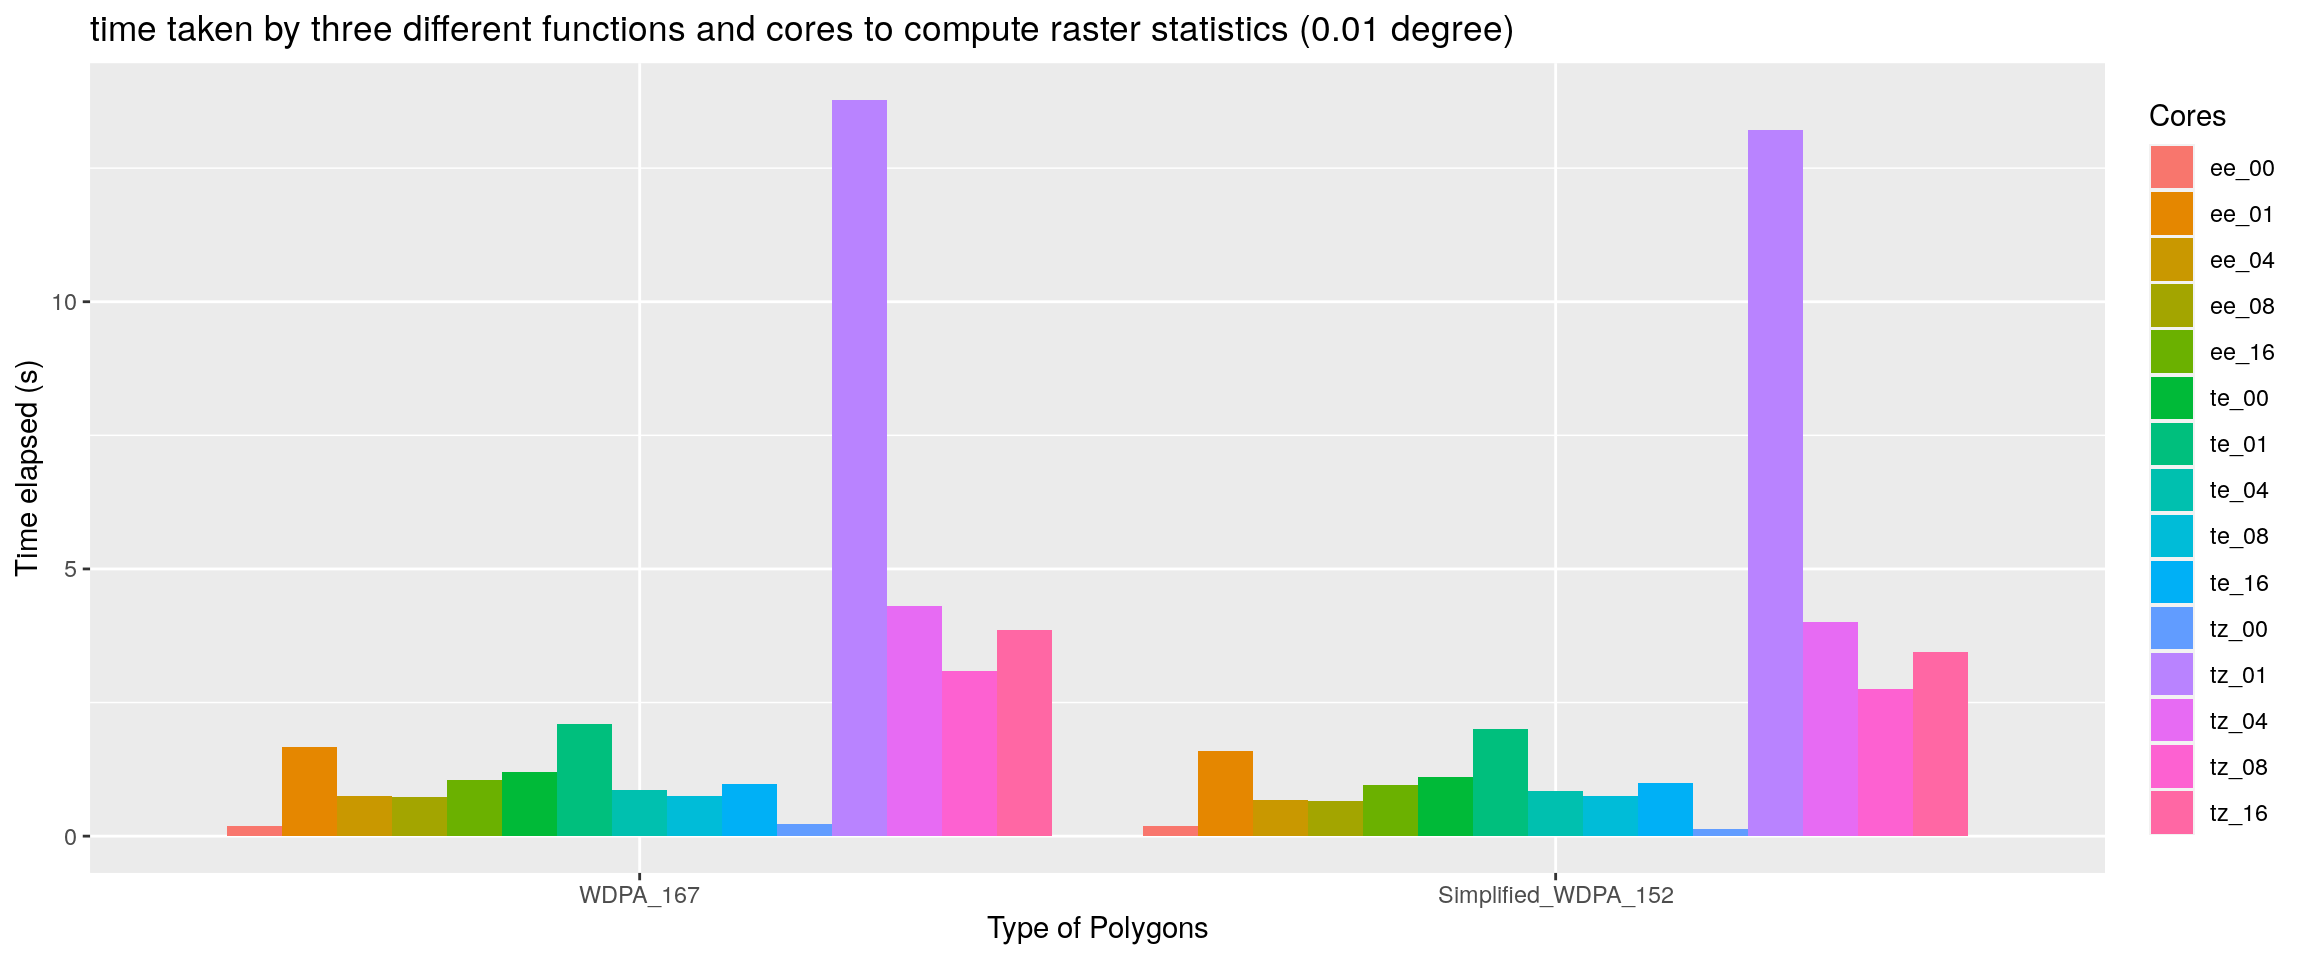 time taken by three different functions and cores to compute raster statistics (0.01 degree)
Time elapsed (s)
10
5
0
WDPA_167
Simplified_WDPA_152
Type of Polygons
Cores
ee_00
ee_01
ee_04
ee_08
ee_16
te_00
te_01
te_04
te_08
te_16
tz_00
tz_01
tz_04
tz_08
tz_16